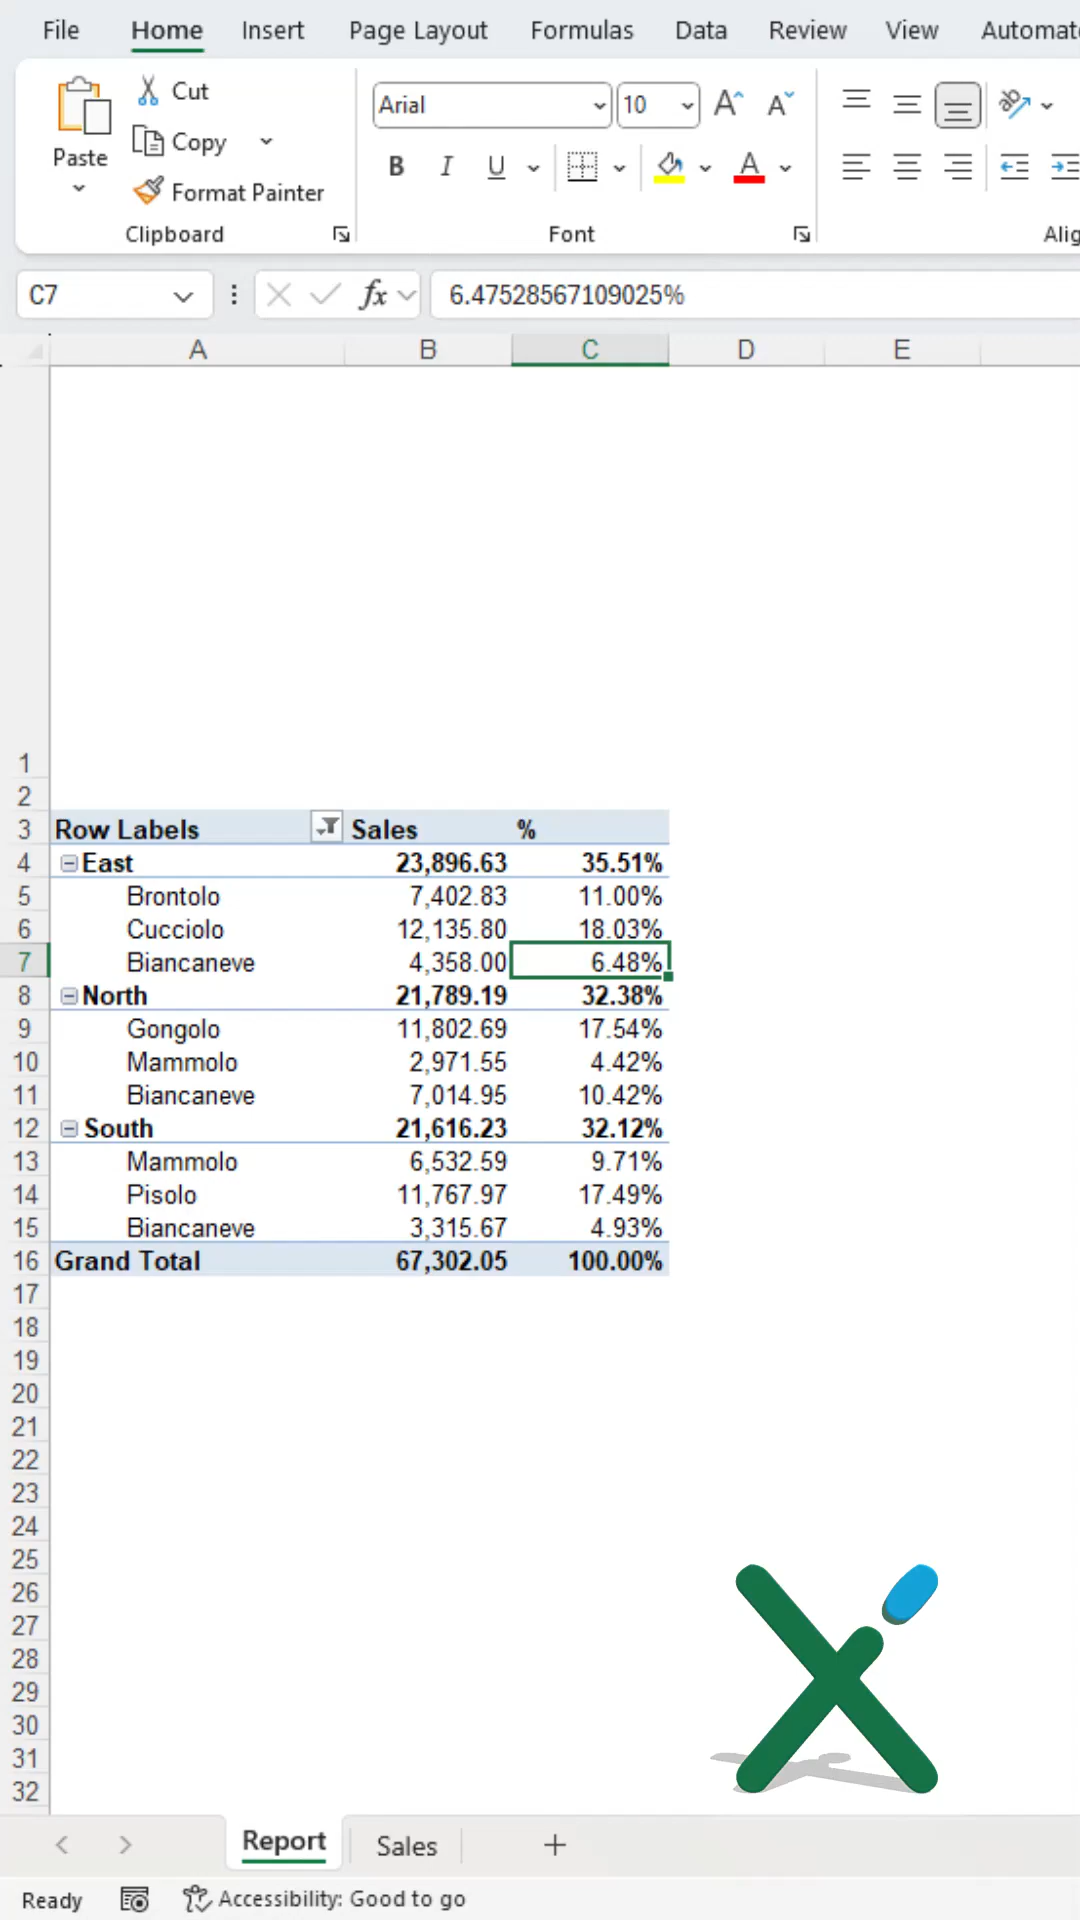 File Home Insert Page Layout Formulas Data Review View Automat
Paste
Cut
Copy
Format Painter
Clipboard
Arial 10
B I U A
Font
Alig
C7 fx 6.47528567109025%
A B C D E
1
2
3 Row Labels Sales %
4 East 23,896.63 35.51%
5 Brontolo 7,402.83 11.00%
6 Cucciolo 12,135.80 18.03%
7 Biancaneve 4,358.00 6.48%
8 North 21,789.19 32.38%
9 Gongolo 11,802.69 17.54%
10 Mammolo 2,971.55 4.42%
11 Biancaneve 7,014.95 10.42%
12 South 21,616.23 32.12%
13 Mammolo 6,532.59 9.71%
14 Pisolo 11,767.97 17.49%
15 Biancaneve 3,315.67 4.93%
16 Grand Total 67,302.05 100.00%
17
18
19
20
21
22
23
24
25
26
27
28
29
30
31
32
Report Sales +
Ready Accessibility: Good to go